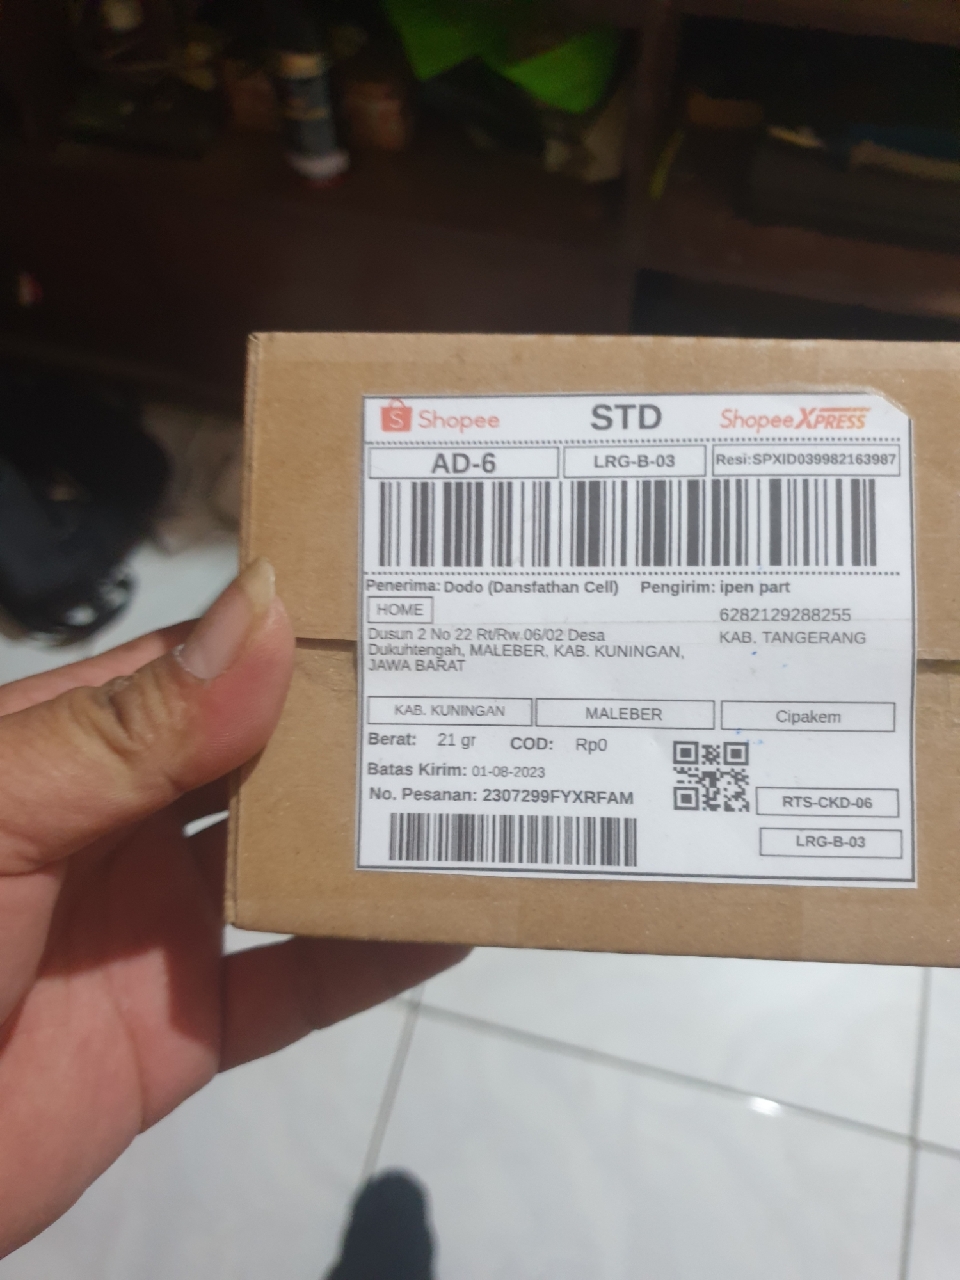 Shopee
STD
Shopee XPRESS
AD-6
LRG-B-03
Resi:SPXID039982163987
Penerima: Dodo (Dansfathan Cell)
Pengirim: ipen part
HOME
6282129288255
Dusun 2 No 22 Rt/Rw.06/02 Desa
KAB. TANGERANG
Dukuhtengah, MALEBER, KAB. KUNINGAN,
JAWA BARAT
KAB. KUNINGAN
MALEBER
Cipakem
Berat: 21 gr
COD: Rp0
Batas Kirim: 01-08-2023
No. Pesanan: 2307299FYXRFAM
RTS-CKD-06
LRG-B-03